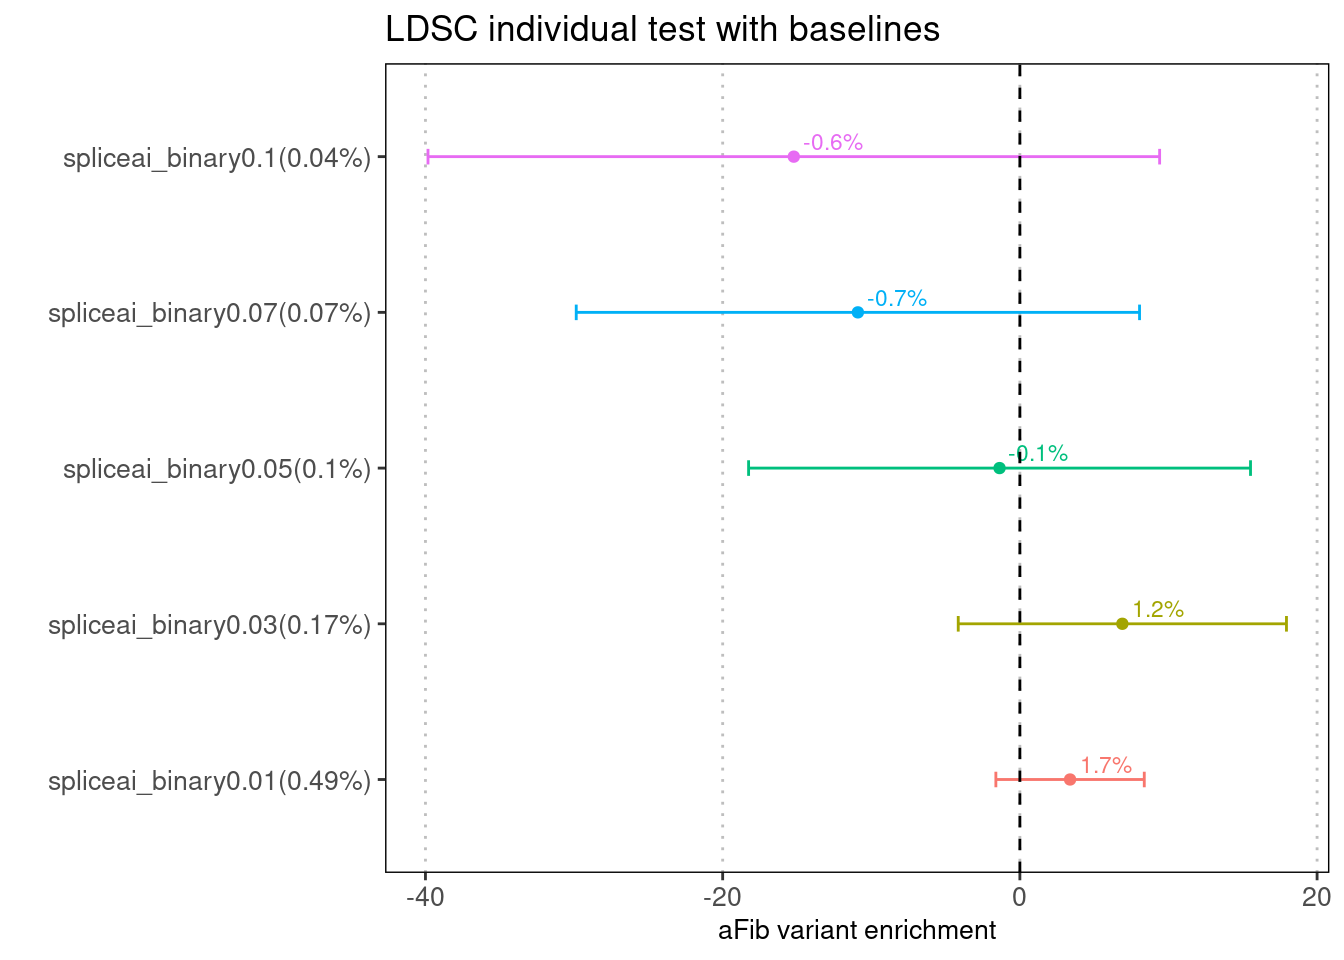 LDSC individual test with baselines
spliceai_binary0.1(0.04%)
-0.6%
spliceai_binary0.07(0.07%)
-0.7%
spliceai_binary0.05(0.1%)
-0.1%
spliceai_binary0.03(0.17%)
1.2%
spliceai_binary0.01(0.49%)
1.7%
-40 -20 0 20
aFib variant enrichment